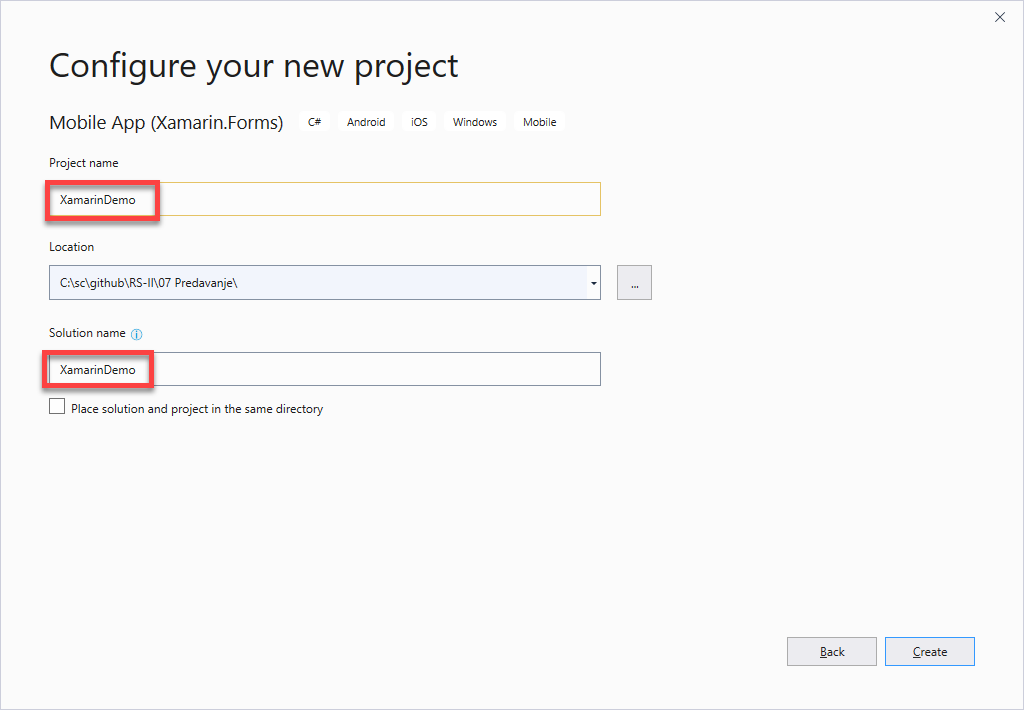 Configure your new project
Mobile App (Xamarin.Forms) C# Android iOS Windows Mobile
Project name
XamarinDemo
Location
C:\sc\github\RS-II\07 Predavanje\
...
Solution name
XamarinDemo
Place solution and project in the same directory
Back Create